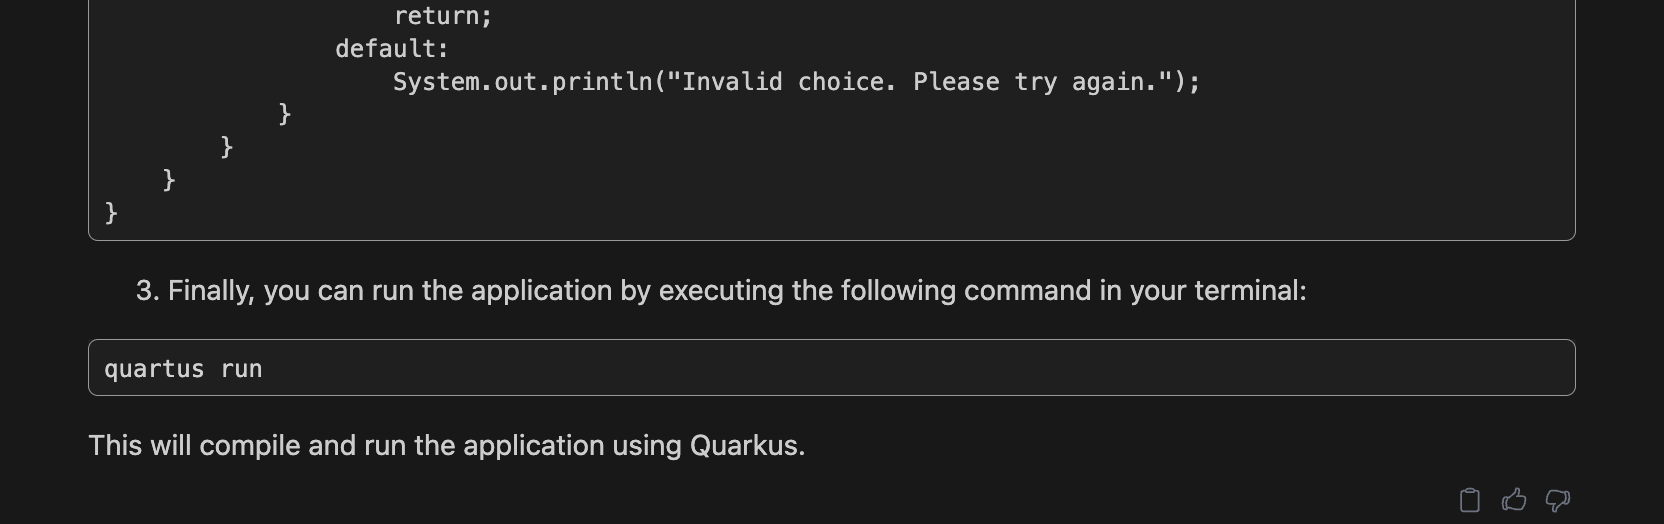 return;
default:
System.out.println("Invalid choice. Please try again.");
}
}
}
}
3. Finally, you can run the application by executing the following command in your terminal:
quartus run
This will compile and run the application using Quarkus.